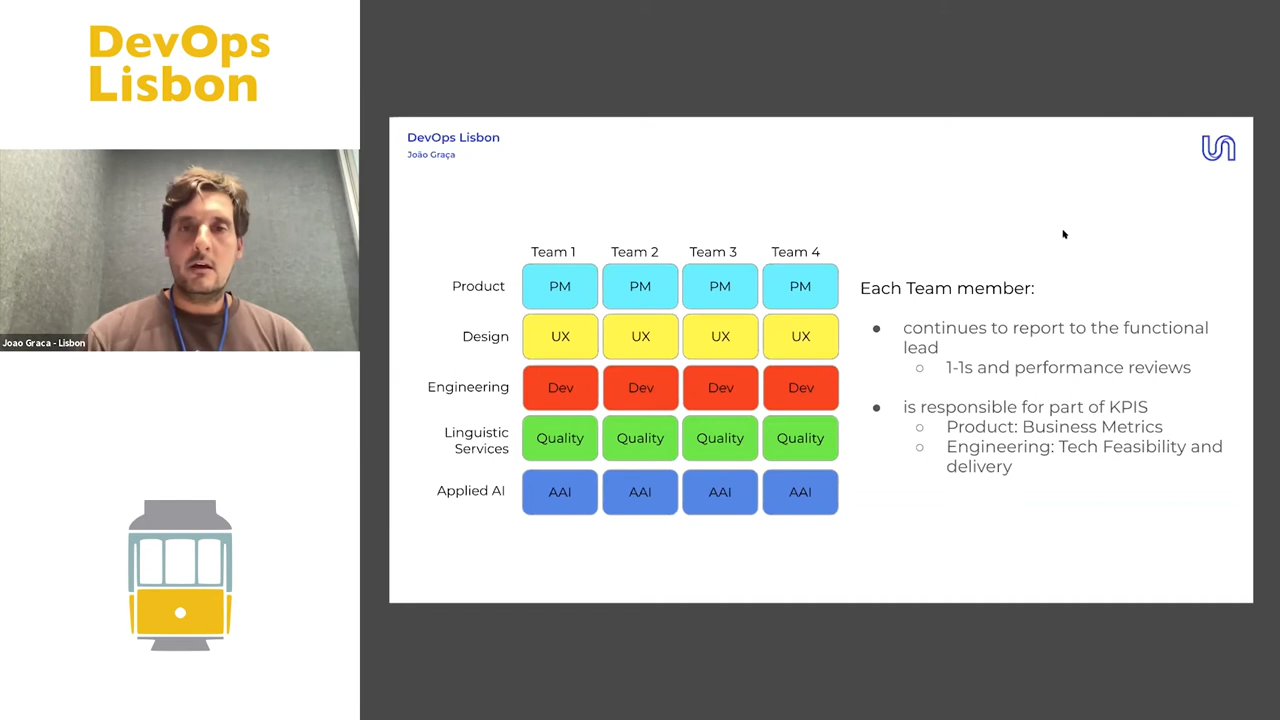 DevOps
Lisbon
Joao Graca - Lisbon
DevOps Lisbon
João Graça
Team 1 Team 2 Team 3 Team 4
Product PM PM PM PM
Design UX UX UX UX
Engineering Dev Dev Dev Dev
Linguistic
Services Quality Quality Quality Quality
Applied AI AAI AAI AAI AAI
Each Team member:
● continues to report to the functional
lead
○ 1-1s and performance reviews
● is responsible for part of KPIS
○ Product: Business Metrics
○ Engineering: Tech Feasibility and
delivery